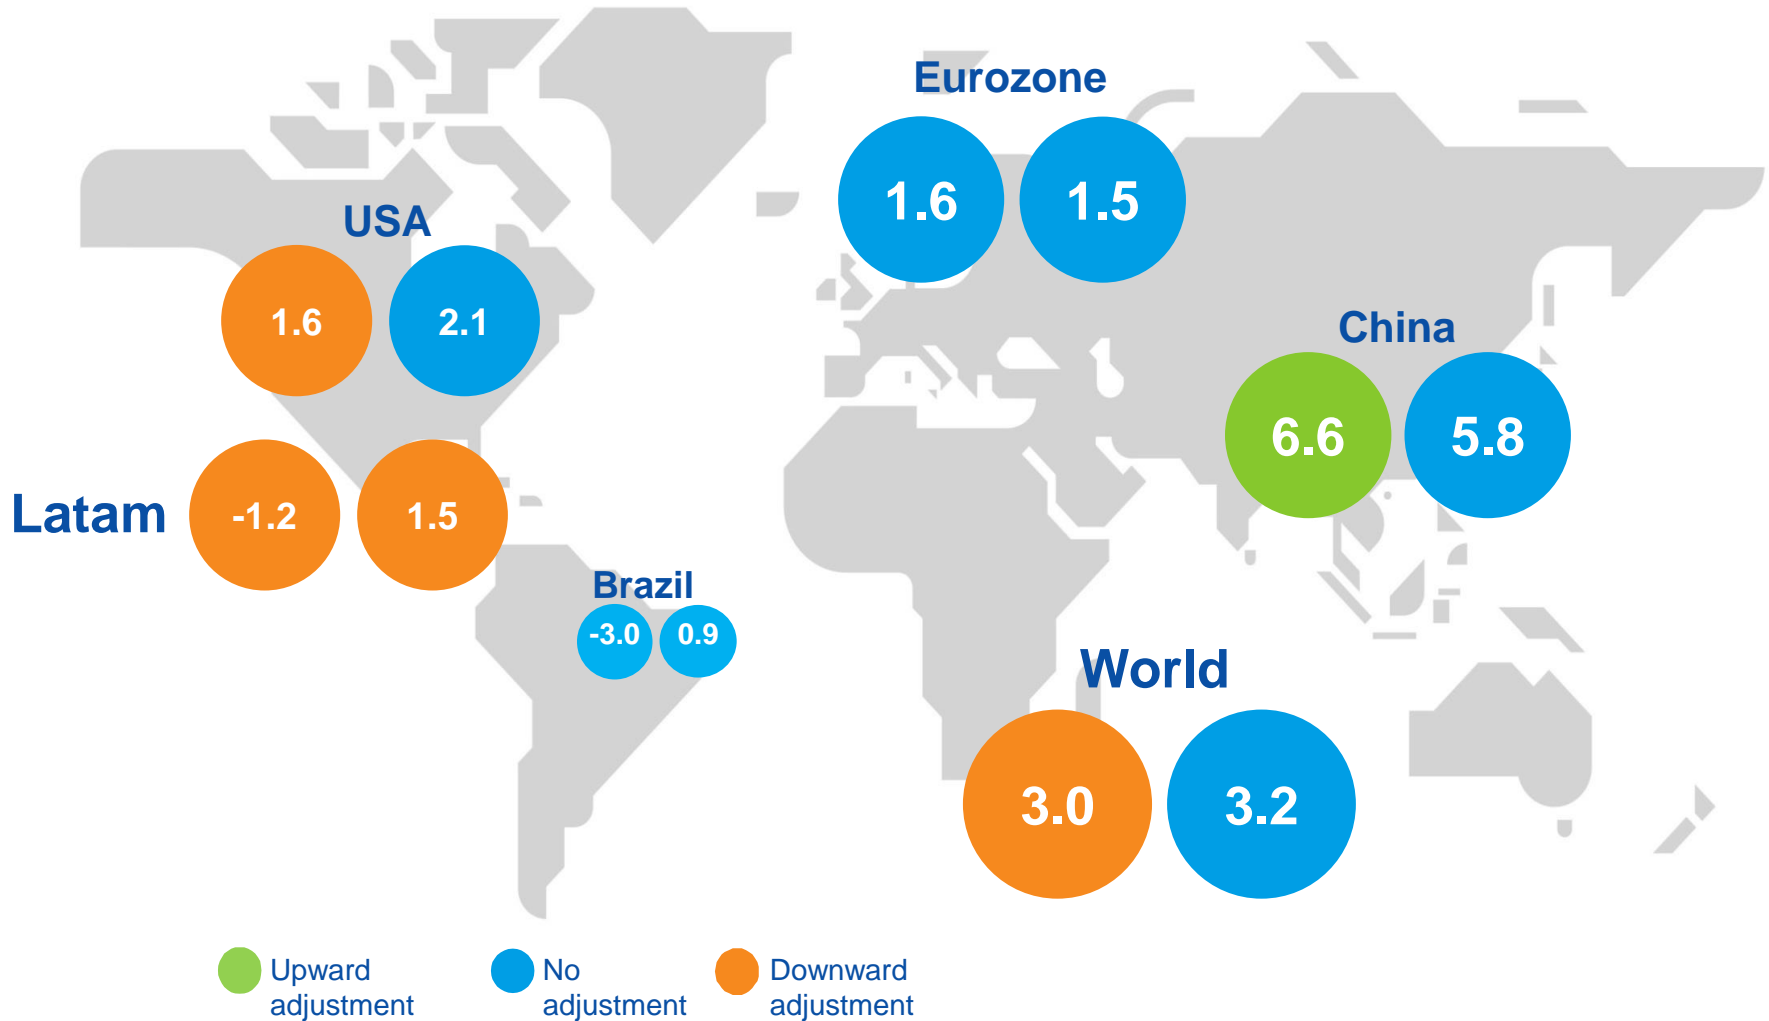 Eurozone
1.6 1.5
USA
1.6 2.1
China
6.6 5.8
Latam -1.2 1.5
Brazil
-3.0 0.9
World
3.0 3.2
Upward
adjustment
No
adjustment
Downward
adjustment